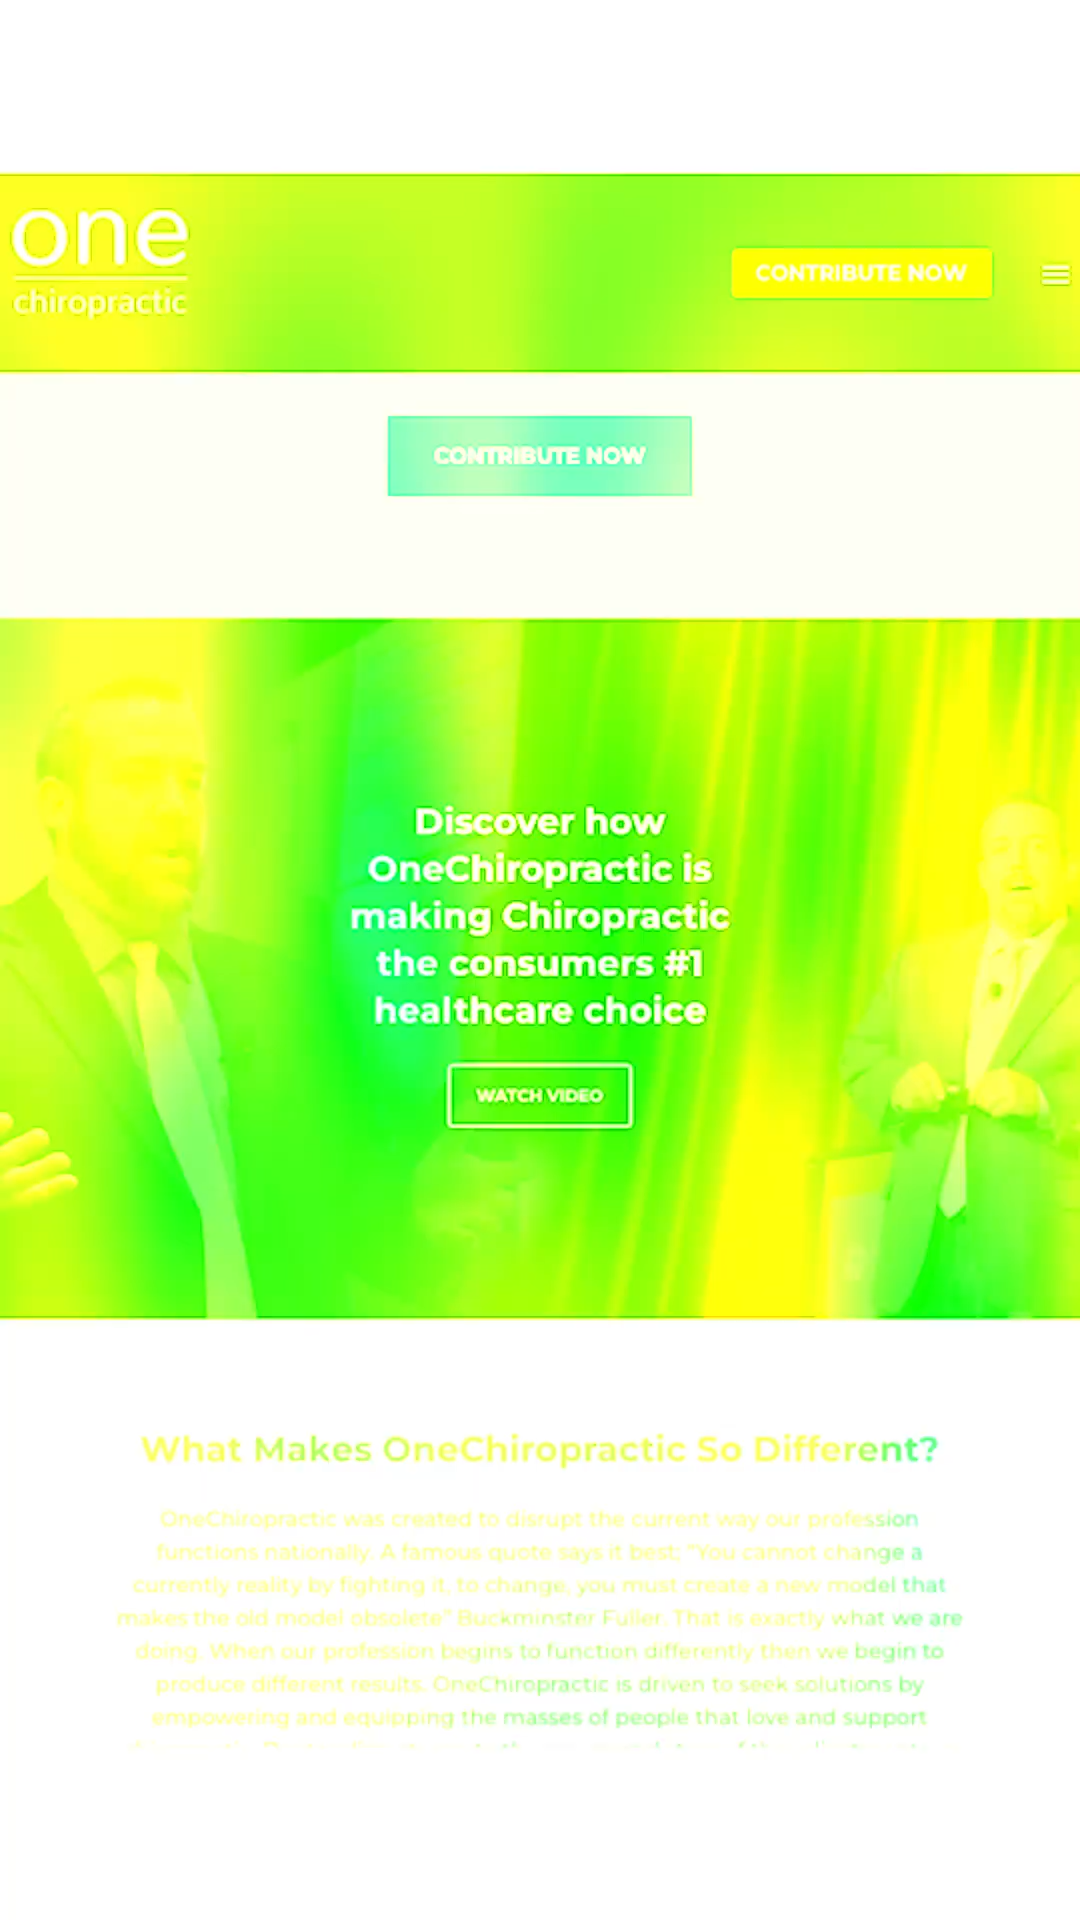 one
chiropractic
CONTRIBUTE NOW
CONTRIBUTE NOW
Discover how
OneChiropractic is
making Chiropractic
the consumers #1
healthcare choice
WATCH VIDEO
What Makes OneChiropractic So Different?
OneChiropractic was created to disrupt the current way our profession
functions nationally. A famous quote says it best; "You cannot change a
currently reality by fighting it, to change, you must create a new model that
makes the old model obsolete" Buckminster Fuller. That is exactly what we are
doing. When our profession begins to function differently then we begin to
produce different results. OneChiropractic is driven to seek solutions by
empowering and equipping the masses of people that love and support